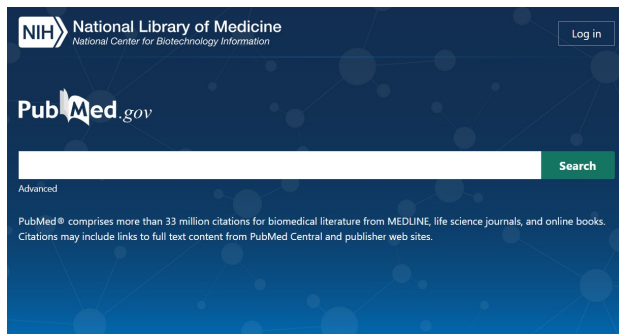 NIH National Library of Medicine
National Center for Biotechnology Information
Log in
PubMed.gov
Search
Advanced
PubMed® comprises more than 33 million citations for biomedical literature from MEDLINE, life science journals, and online books.
Citations may include links to full text content from PubMed Central and publisher web sites.